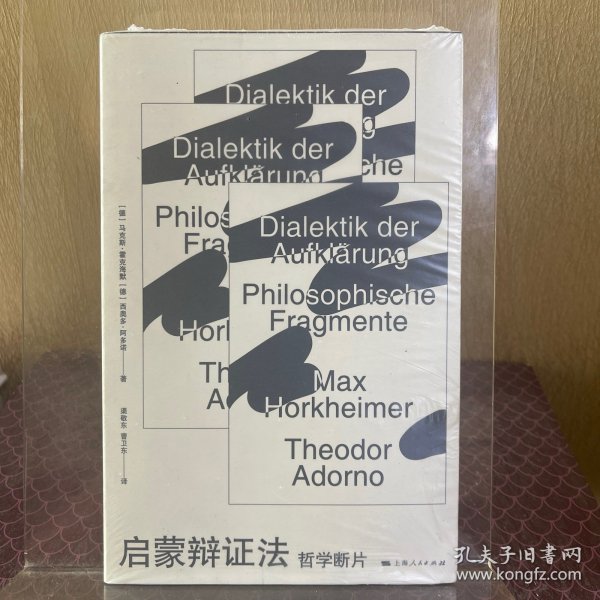 Dialektik der
che
Dialektik der
Aufklärung
Philos
Frag
Hork
Th
A
Dialektik der
Aufklärung
Philosophische
Fragmente
Max
Horkheimer
Theodor
Adorno
[德]马克斯·霍克海默 [德]西奥多·阿多诺——著
渠敬东 曹卫东——译
启蒙辩证法 哲学断片
上海人民出版社
孔夫子旧书网
www.kongfz.com